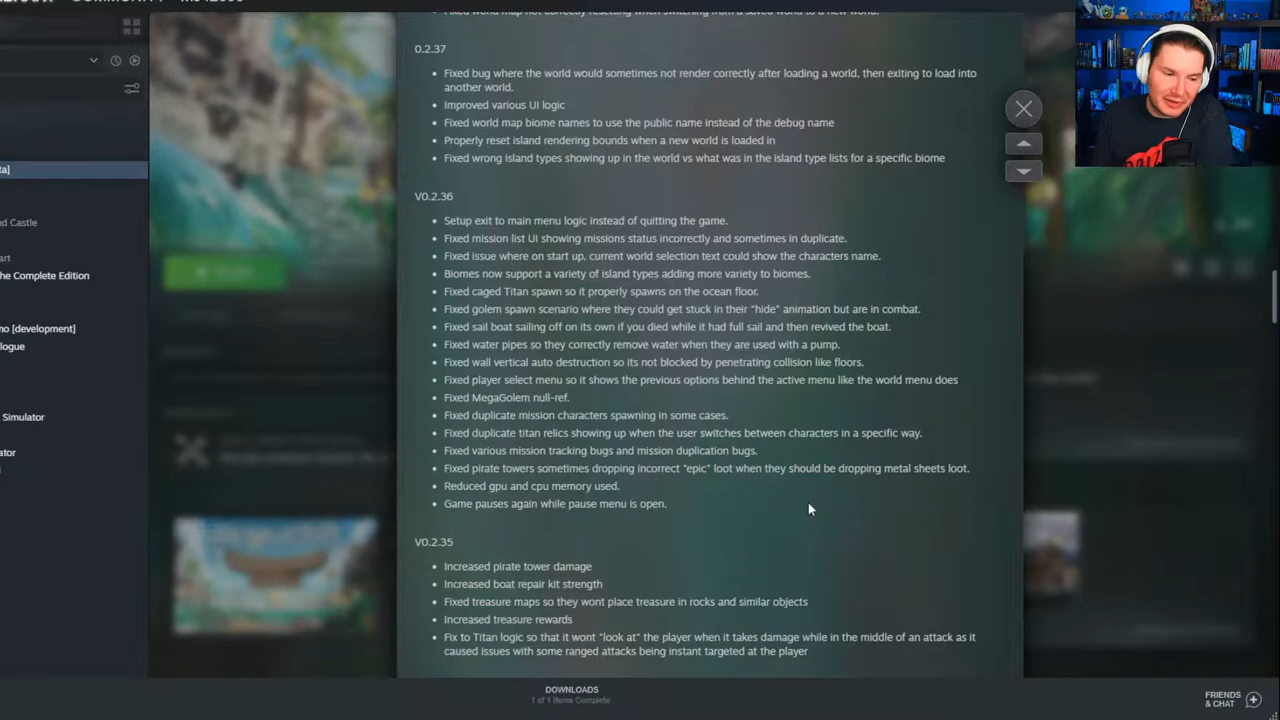 Fixed world map not correctly resetting when switching from a saved world to a new world.
0.2.37
Fixed bug where the world would sometimes not render correctly after loading a world, then exiting to load into
another world.
Improved various UI logic
Fixed world map biome names to use the public name instead of the debug name
Properly reset island rendering bounds when a new world is loaded in
Fixed wrong island types showing up in the world vs what was in the island type lists for a specific biome
V0.2.36
Setup exit to main menu logic instead of quitting the game.
Fixed mission list UI showing missions status incorrectly and sometimes in duplicate.
Fixed issue where on start up, current world selection text could show the characters name.
Biomes now support a variety of island types adding more variety to biomes.
Fixed caged Titan spawn so it properly spawns on the ocean floor.
Fixed golem spawn scenario where they could get stuck in their "hide" animation but are in combat.
Fixed sail boat sailing off on its own if you died while it had full sail and then revived the boat.
Fixed water pipes so they correctly remove water when they are used with a pump.
Fixed wall vertical auto destruction so its not blocked by penetrating collision like floors.
Fixed player select menu so it shows the previous options behind the active menu like the world menu does
Fixed MegaGolem null-ref.
Fixed duplicate mission characters spawning in some cases.
Fixed duplicate titan relics showing up when the user switches between characters in a specific way.
Fixed various mission tracking bugs and mission duplication bugs.
Fixed pirate towers sometimes dropping incorrect "epic" loot when they should be dropping metal sheets loot.
Reduced gpu and cpu memory used.
Game pauses again while pause menu is open.
V0.2.35
Increased pirate tower damage
Increased boat repair kit strength
Fixed treasure maps so they wont place treasure in rocks and similar objects
Increased treasure rewards
Fix to Titan logic so that it wont "look at" the player when it takes damage while in the middle of an attack as it
caused issues with some ranged attacks being instant targeted at the player
ta]
nd Castle
art
he Complete Edition
mo [development]
logue
Simulator
ator
DOWNLOADS
1 of 1 Items Complete
FRIENDS
& CHAT